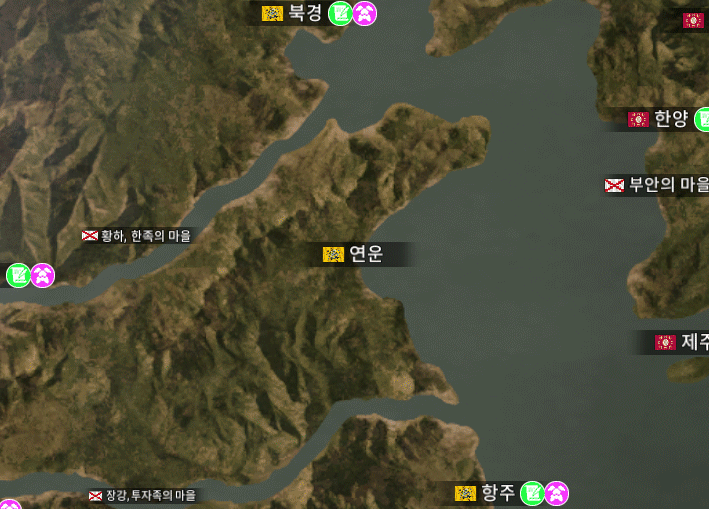 북경
한양
부안의 마을
황하, 한족의 마을
연운
제주
장강,투자족의 마을
항주